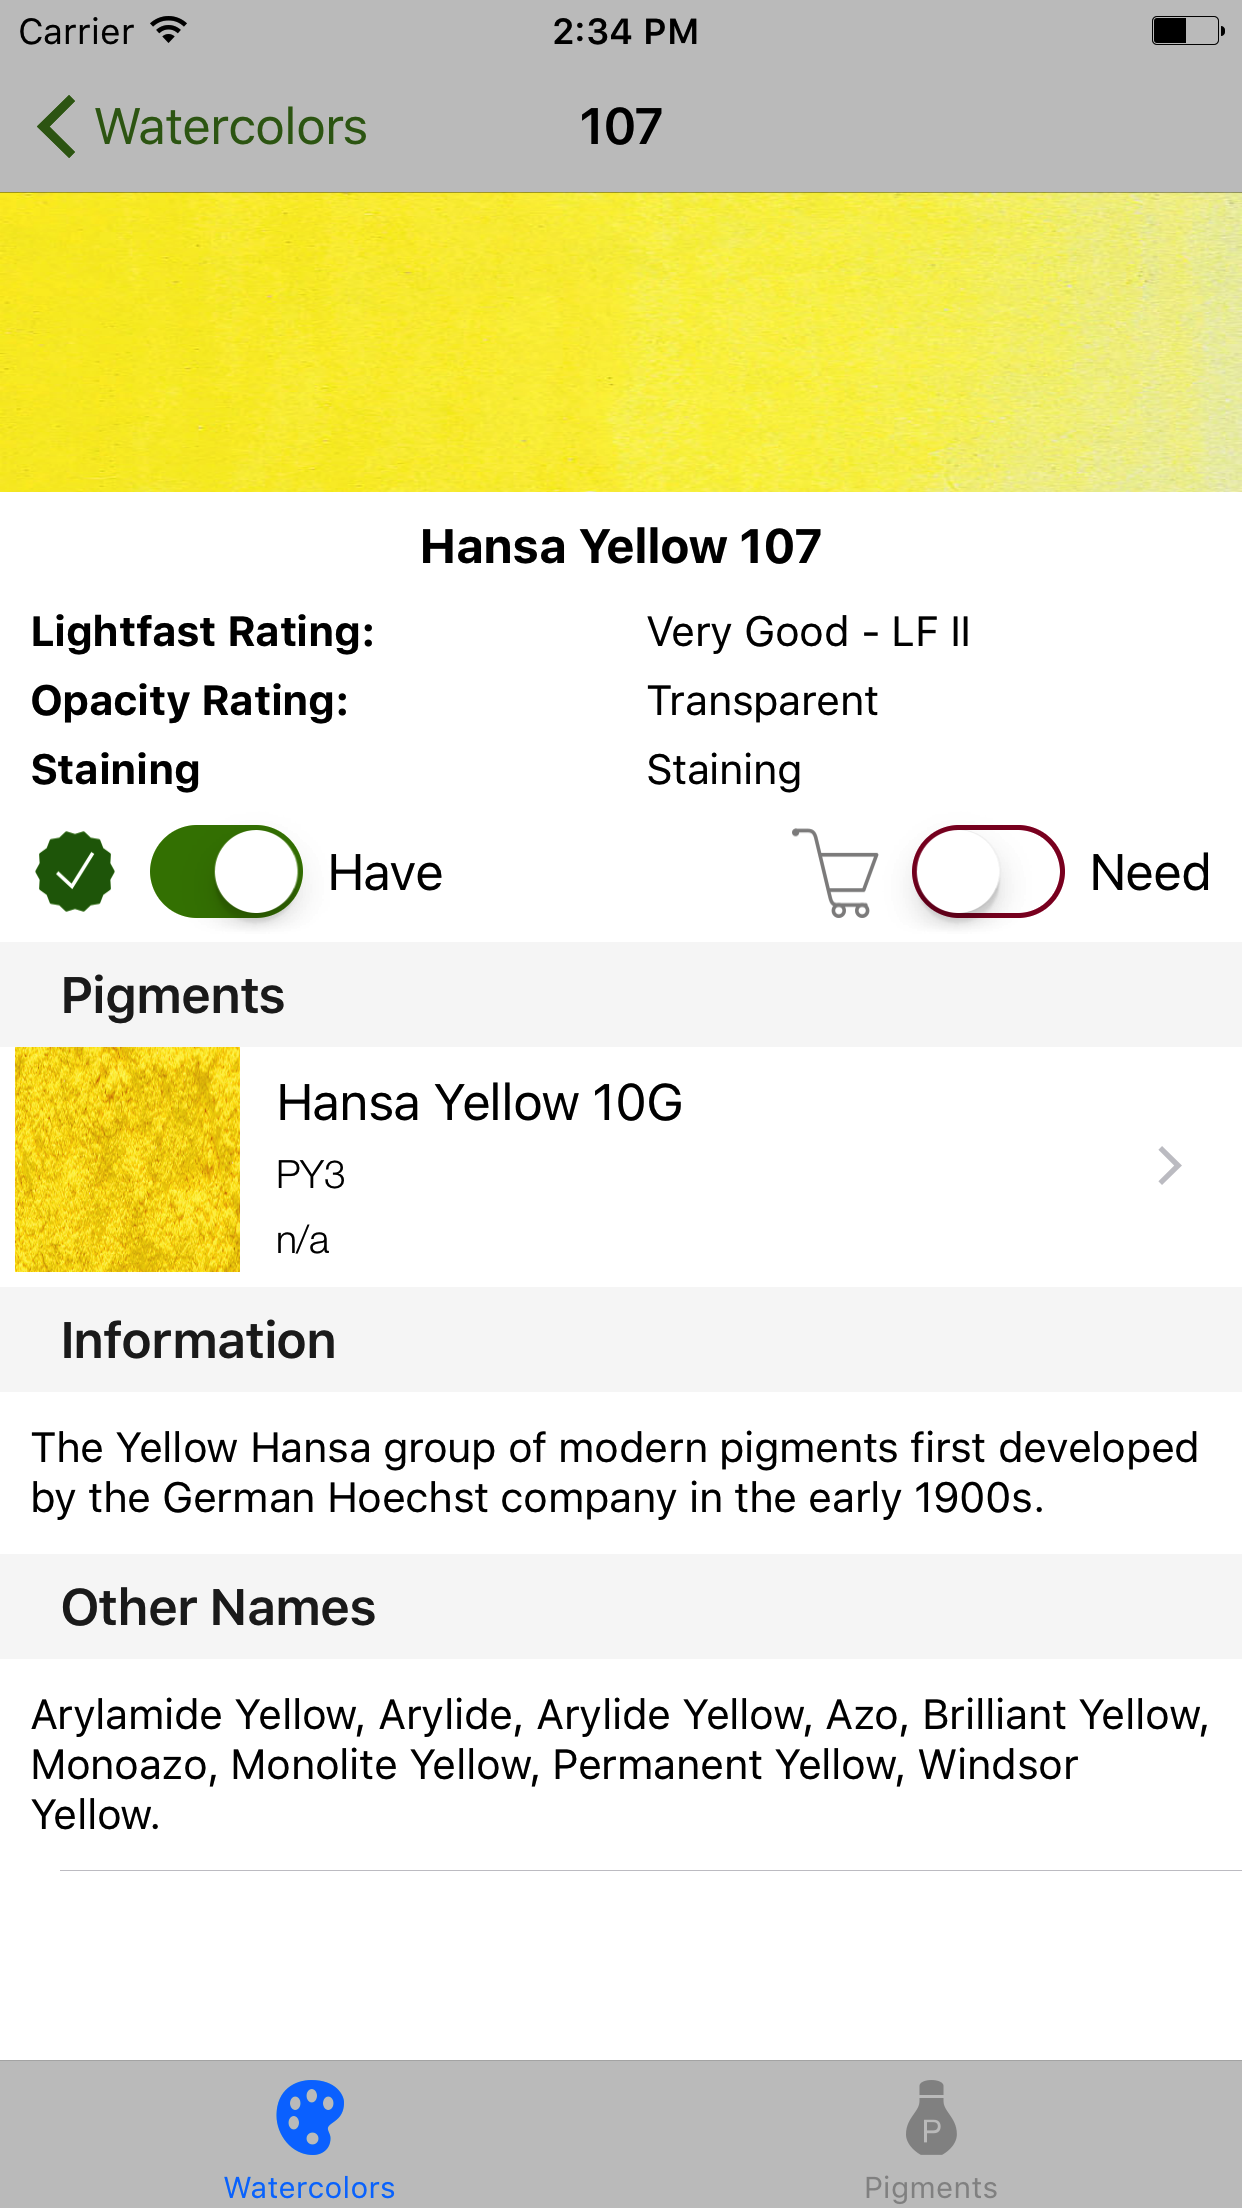 Carrier 2:34 PM
Watercolors 107
Hansa Yellow 107
Lightfast Rating: Very Good - LF II
Opacity Rating: Transparent
Staining Staining
Have Need
Pigments
Hansa Yellow 10G
PY3
n/a
Information
The Yellow Hansa group of modern pigments first developed
by the German Hoechst company in the early 1900s.
Other Names
Arylamide Yellow, Arylide, Arylide Yellow, Azo, Brilliant Yellow,
Monoazo, Monolite Yellow, Permanent Yellow, Windsor
Yellow.
P
Watercolors Pigments